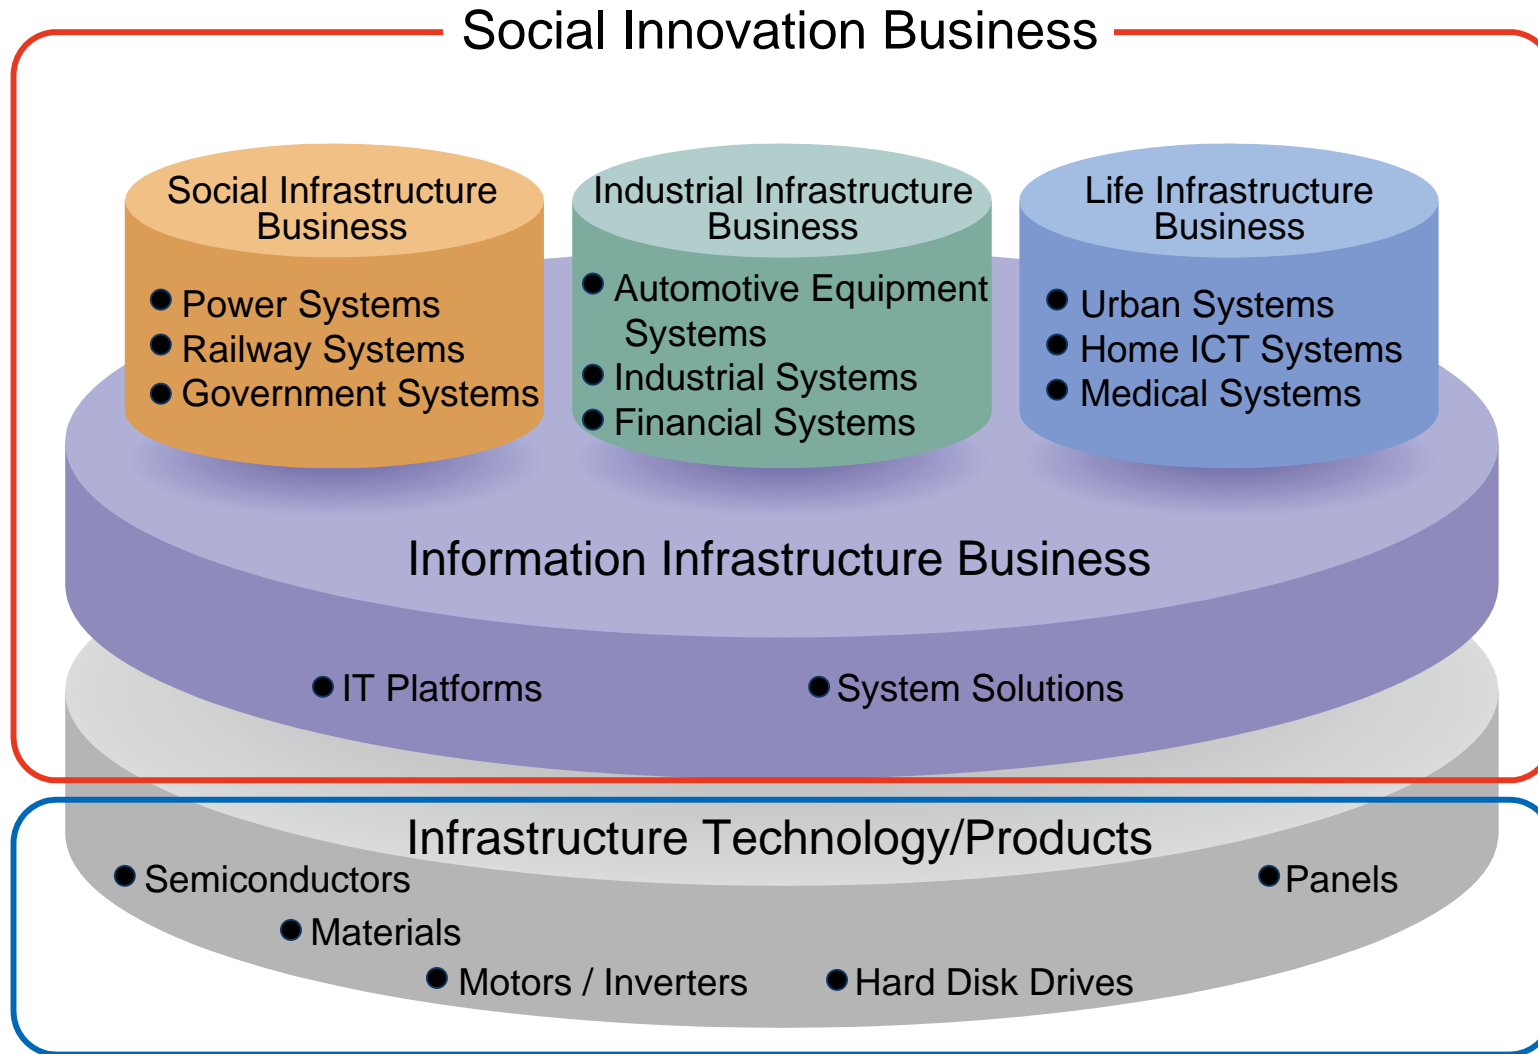 Social Innovation Business
Social Infrastructure
Business
● Power Systems
● Railway Systems
● Government Systems
Industrial Infrastructure
Business
● Automotive Equipment
Systems
● Industrial Systems
● Financial Systems
Life Infrastructure
Business
● Urban Systems
● Home ICT Systems
● Medical Systems
Information Infrastructure Business
● IT Platforms
● System Solutions
Infrastructure Technology/Products
● Semiconductors
● Materials
● Motors / Inverters
● Hard Disk Drives
● Panels